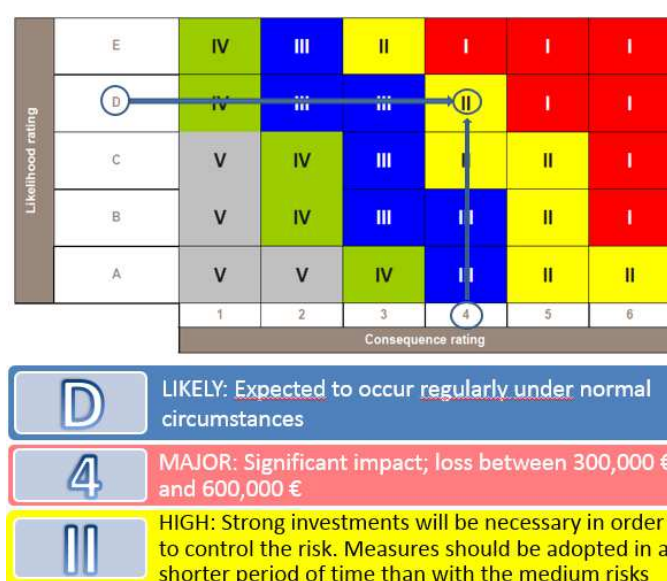 E IV III II I I I
D IV III III II I I
Likelihood rating
C V IV III II II I
B V IV III III II I
A V V IV III II II
1 2 3 4 5 6
Consequence rating
D
LIKELY: Expected to occur regularly under normal
circumstances
4
MAJOR: Significant impact; loss between 300,000 €
and 600,000 €
II
HIGH: Strong investments will be necessary in order
to control the risk. Measures should be adopted in a
shorter period of time than with the medium risks